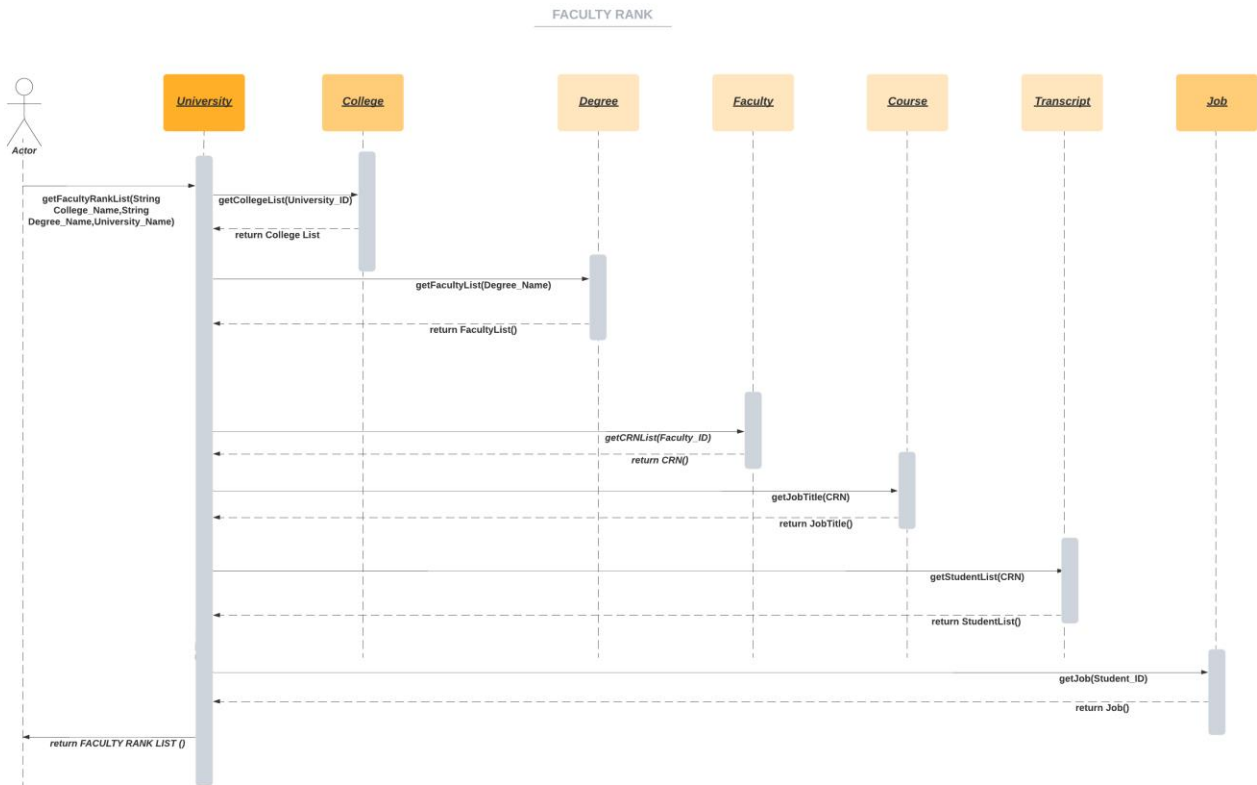 FACULTY RANK
University
College
Degree
Faculty
Course
Transcript
Job
Actor
getFacultyRankList(String
College_Name,String
Degree_Name,University_Name)
getCollegeList(University_ID)
return College List
getFacultyList(Degree_Name)
return FacultyList()
getCRNList(Faculty_ID)
return CRN()
getJobTitle(CRN)
return JobTitle()
getStudentList(CRN)
return StudentList()
getJob(Student_ID)
return Job()
return FACULTY RANK LIST ()